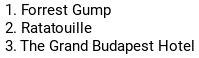 1. Forrest Gump
2. Ratatouille
3. The Grand Budapest Hotel